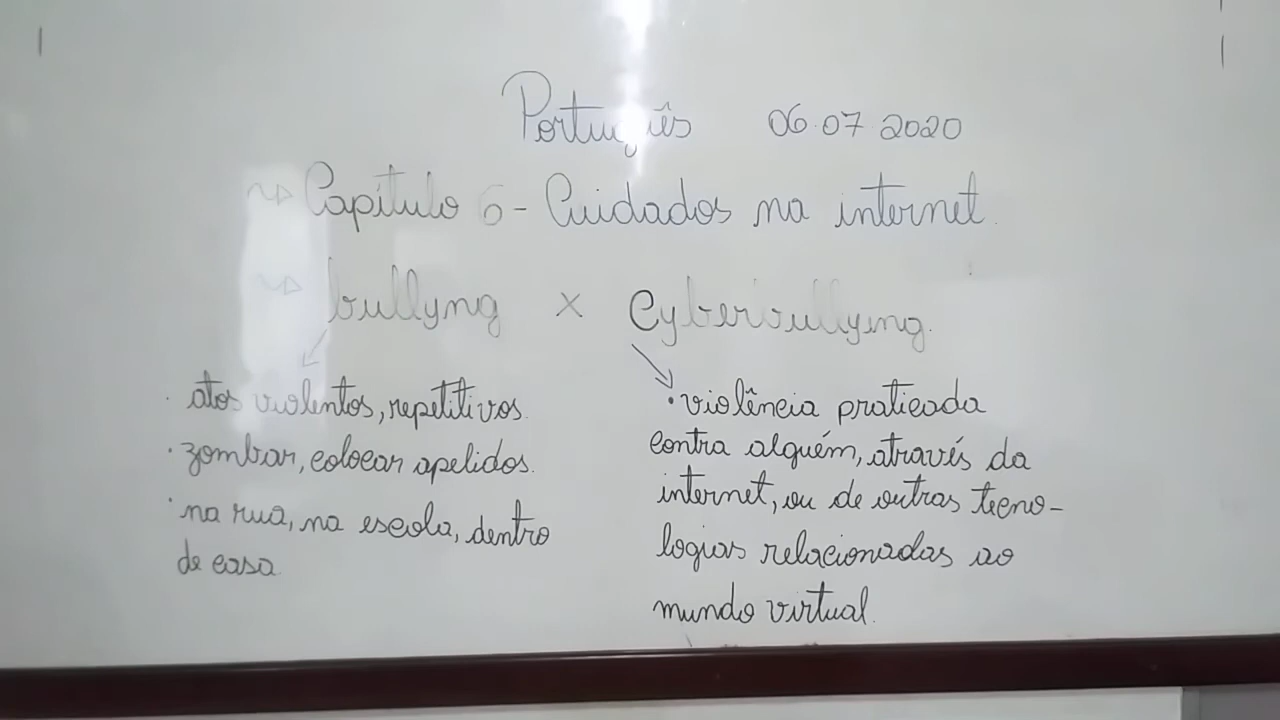 Português 06.07.2020
Capítulo 6 - Cuidados na internet.
bullyng x Cyberbullying.
· atos violentos, repetitivos.
· zombar, colocar apelidos.
· na rua, na escola, dentro
de casa.
· violência praticada
contra alguém, através da
internet, ou de outras tecno-
logias relacionadas ao
mundo virtual.